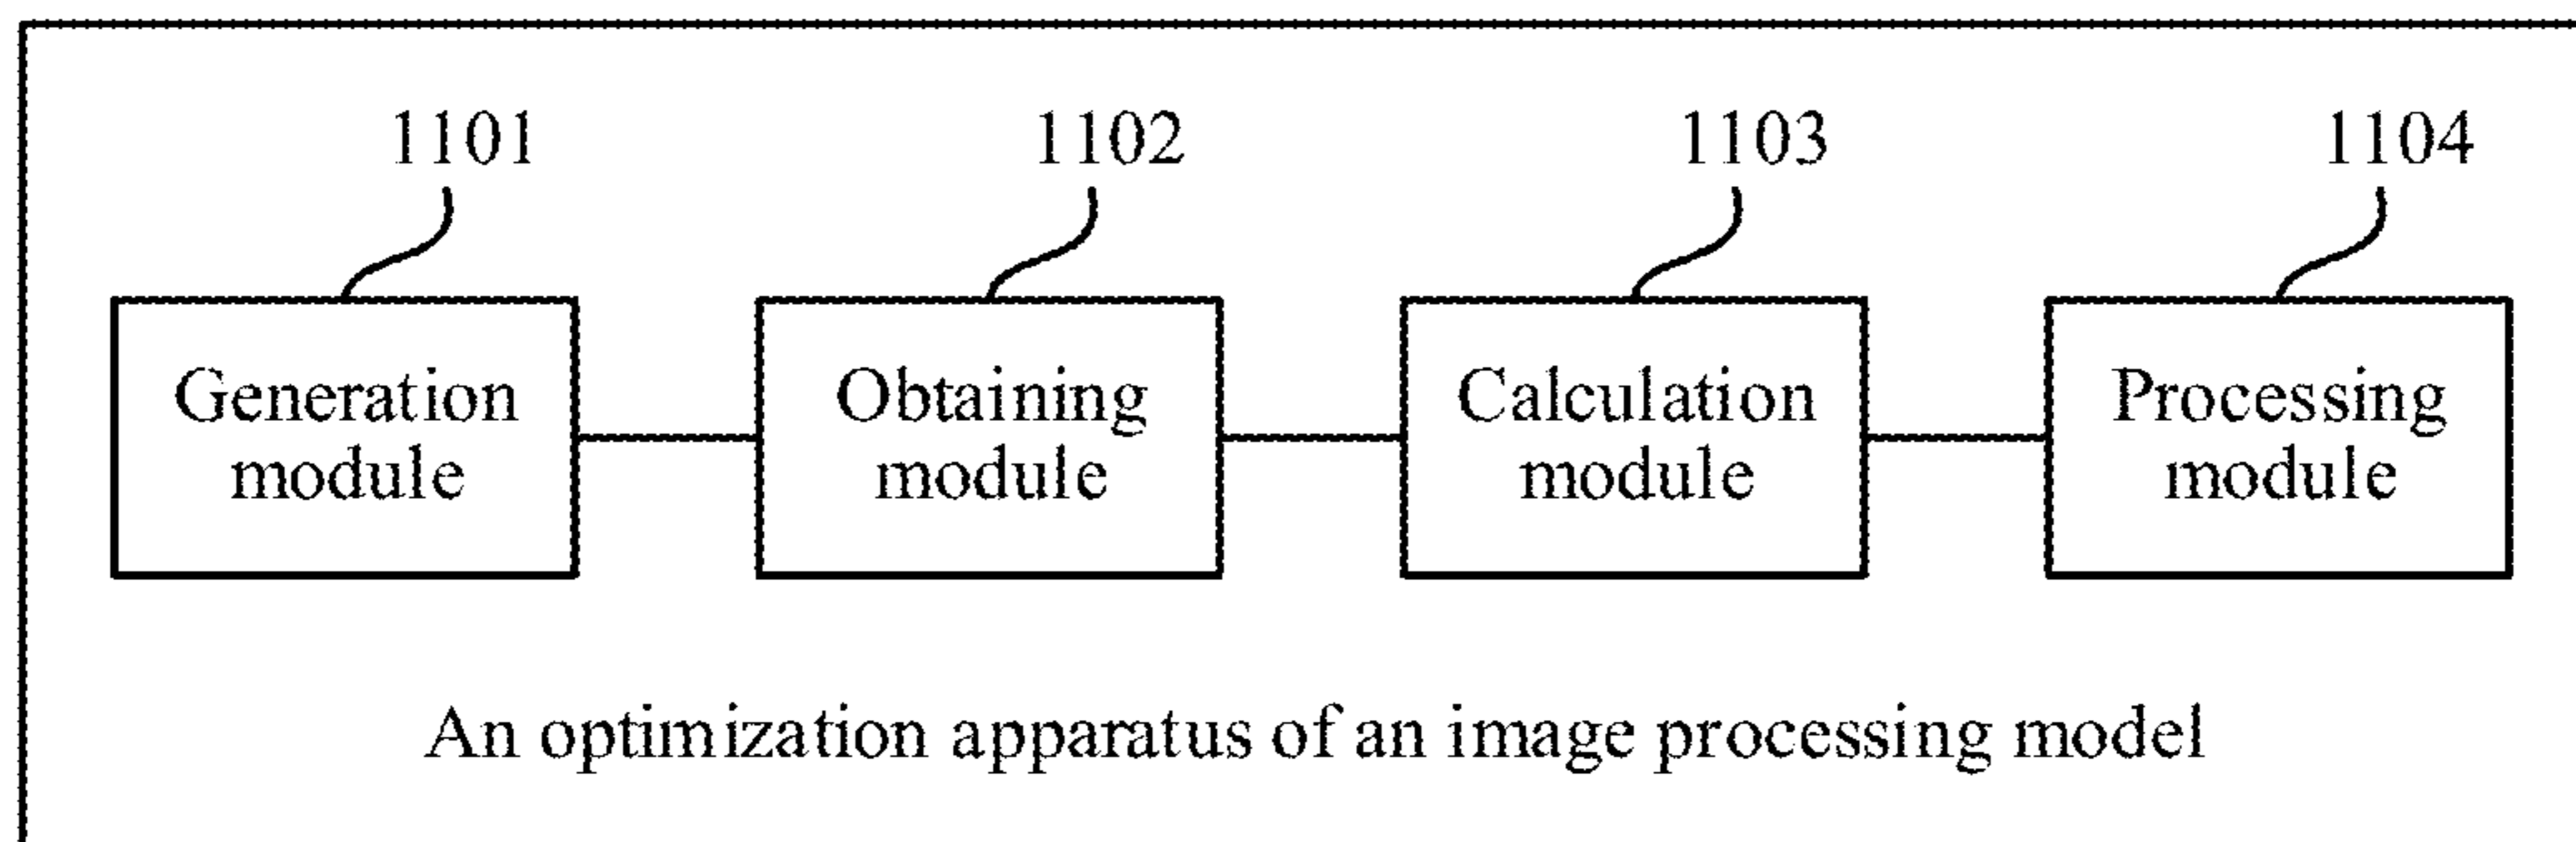 1101
1102
1103
1104
Generation
module
Obtaining
module
Calculation
module
Processing
module
An optimization apparatus of an image processing model